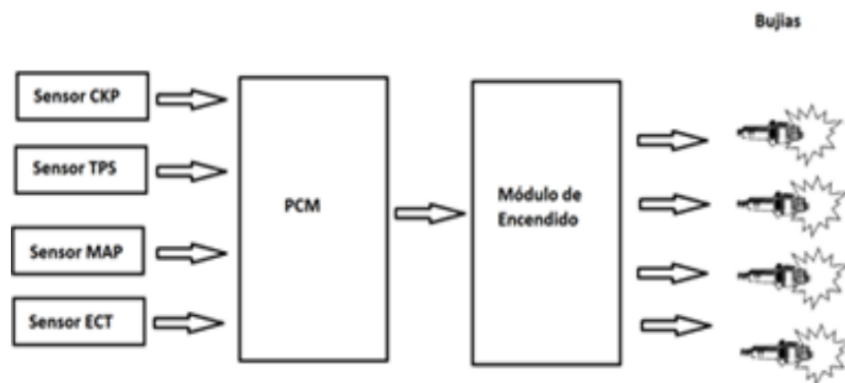 Bujias
Sensor CKP
Sensor TPS
Sensor MAP
Sensor ECT
PCM
Módulo de
Encendido